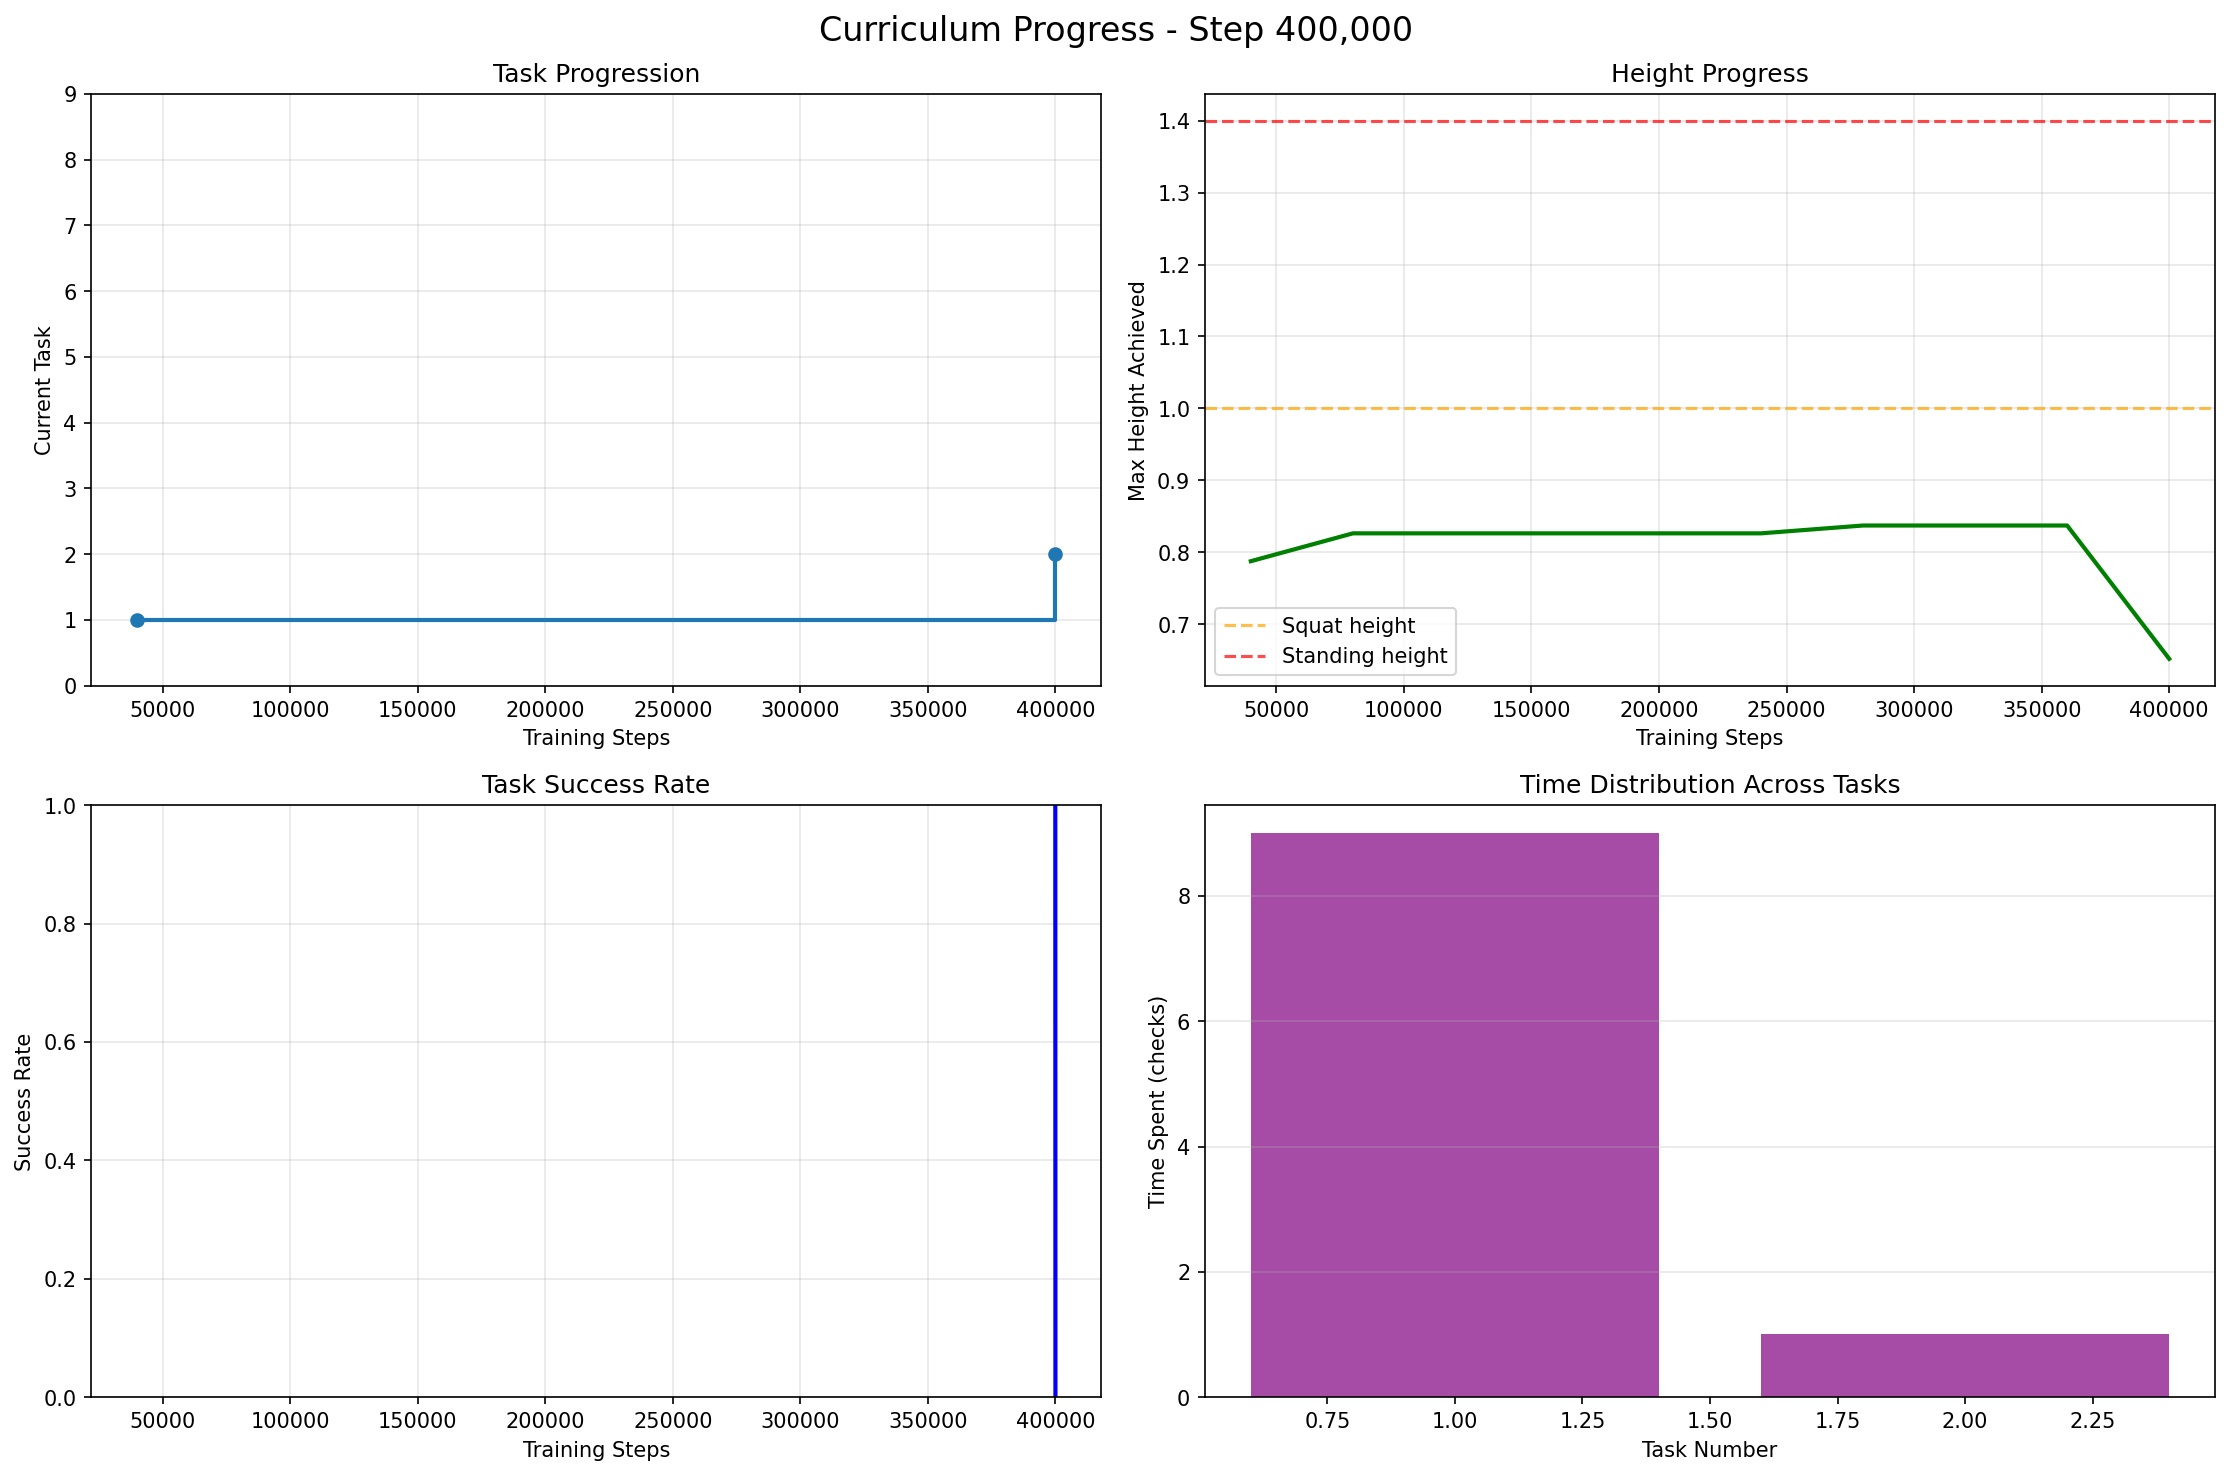 Curriculum Progress - Step 400,000
Task Progression
9
8
7
6
5
4
3
2
1
0
Current Task
50000 100000 150000 200000 250000 300000 350000 400000
Training Steps
Height Progress
1.4
1.3
1.2
1.1
1.0
0.9
0.8
0.7
Max Height Achieved
Squat height
Standing height
50000 100000 150000 200000 250000 300000 350000 400000
Training Steps
Task Success Rate
1.0
0.8
0.6
0.4
0.2
0.0
Success Rate
50000 100000 150000 200000 250000 300000 350000 400000
Training Steps
Time Distribution Across Tasks
8
6
4
2
0
Time Spent (checks)
0.75 1.00 1.25 1.50 1.75 2.00 2.25
Task Number